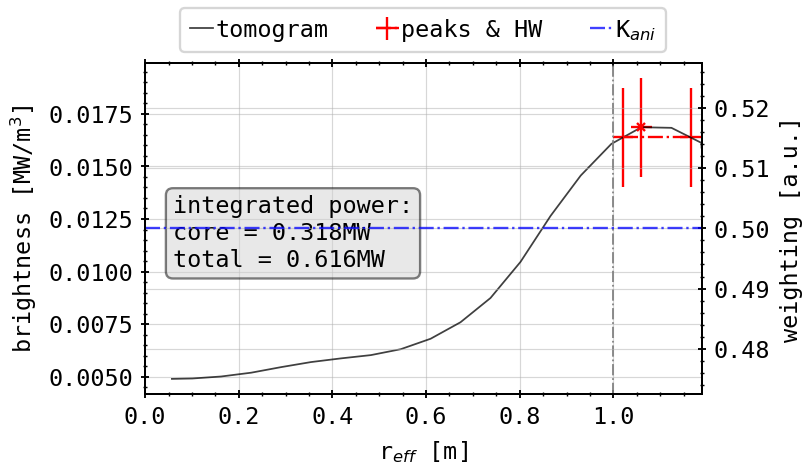 tomogram peaks & HW K_ani
brightness [MW/m³]
0.0175
0.0150
0.0125
0.0100
0.0075
0.0050
integrated power:
core = 0.318MW
total = 0.616MW
0.52
0.51
0.50
0.49
0.48
weighting [a.u.]
0.0 0.2 0.4 0.6 0.8 1.0
r_eff [m]